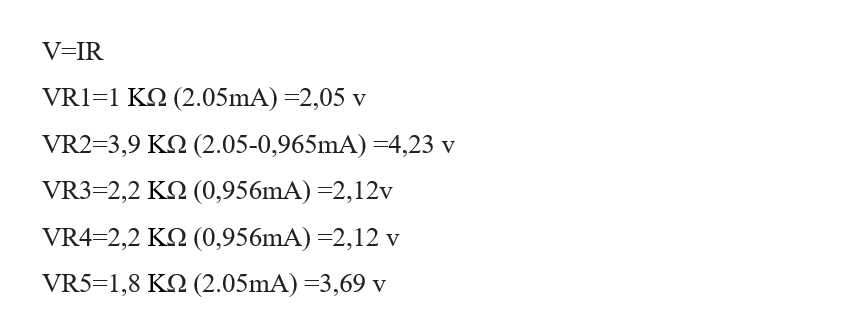 V=IR
VR1=1 KΩ (2.05mA) =2,05 v
VR2=3,9 KΩ (2.05-0,965mA) =4,23 v
VR3=2,2 KΩ (0,956mA) =2,12v
VR4=2,2 KΩ (0,956mA) =2,12 v
VR5=1,8 KΩ (2.05mA) =3,69 v